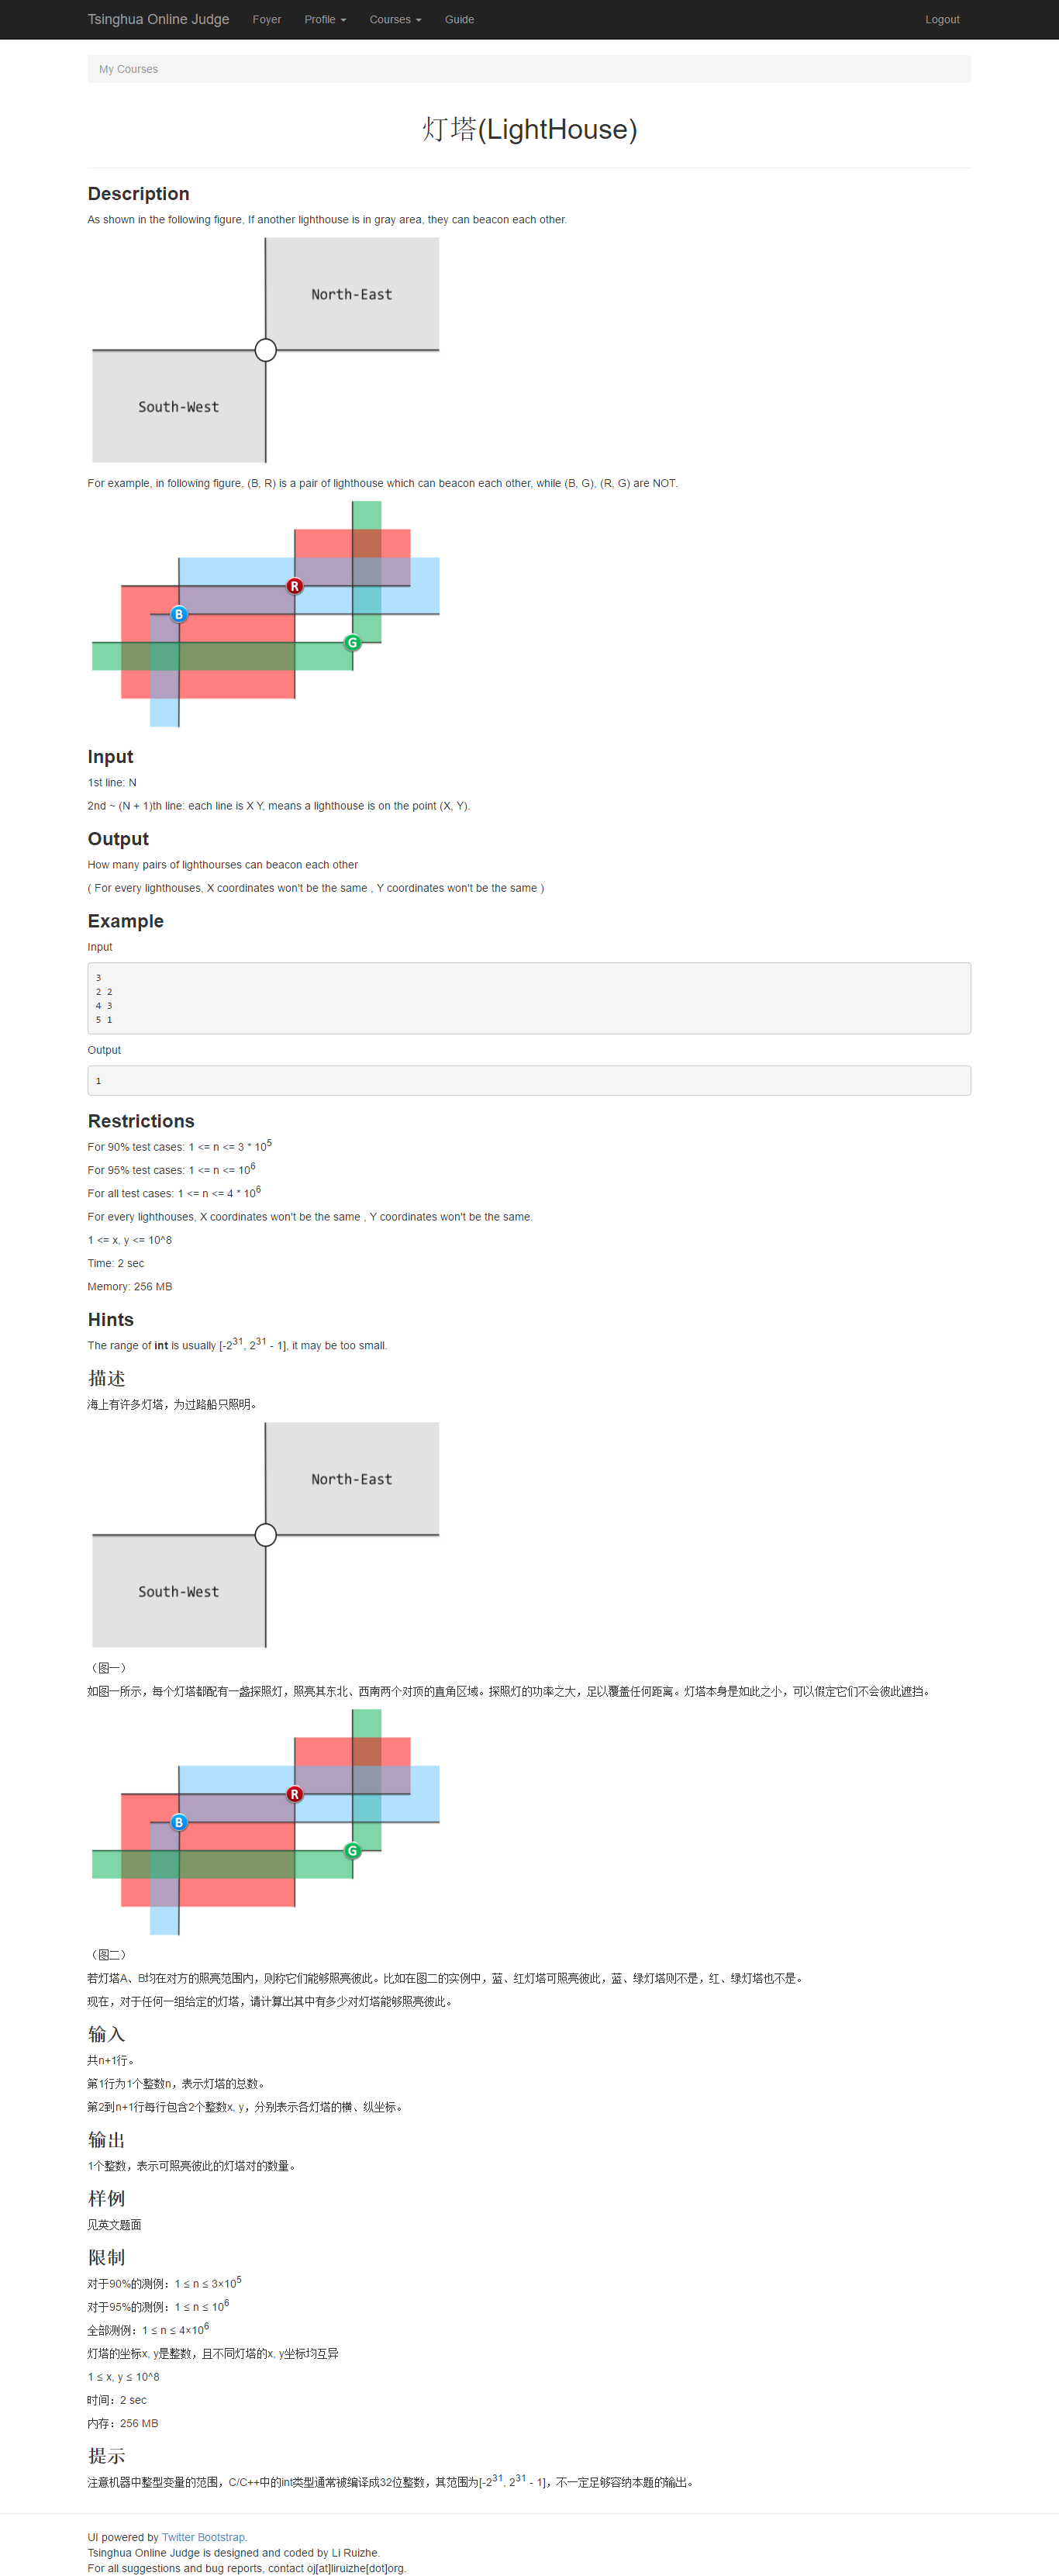 Tsinghua Online Judge Foyer Profile Courses Guide Logout
My Courses
灯塔(LightHouse)
Description
As shown in the following figure, If another lighthouse is in gray area, they can beacon each other.
North-East
South-West
For example, in following figure, (B, R) is a pair of lighthouse which can beacon each other, while (B, G), (R, G) are NOT.
R
B
G
Input
1st line: N
2nd ~ (N + 1)th line: each line is X Y, means a lighthouse is on the point (X, Y).
Output
How many pairs of lighthourses can beacon each other
( For every lighthouses, X coordinates won't be the same , Y coordinates won't be the same )
Example
Input
3
2 2
4 3
5 1
Output
1
Restrictions
For 90% test cases: 1 <= n <= 3 * 10^5
For 95% test cases: 1 <= n <= 10^6
For all test cases: 1 <= n <= 4 * 10^6
For every lighthouses, X coordinates won't be the same , Y coordinates won't be the same.
1 <= x, y <= 10^8
Time: 2 sec
Memory: 256 MB
Hints
The range of int is usually [-2^31, 2^31 - 1], it may be too small.
描述
海上有许多灯塔，为过路船只照明。
North-East
South-West
（图一）
如图一所示，每个灯塔都配有一盏探照灯，照亮其东北、西南两个对顶的直角区域。探照灯的功率之大，足以覆盖任何距离。灯塔本身是如此之小，可以假定它们不会彼此遮挡。
R
B
G
（图二）
若灯塔A、B均在对方的照亮范围内，则称它们能够照亮彼此。比如在图二的实例中，蓝、红灯塔可照亮彼此，蓝、绿灯塔则不是，红、绿灯塔也不是。
现在，对于任何一组给定的灯塔，请计算出其中有多少对灯塔能够照亮彼此。
输入
共n+1行。
第1行为1个整数n，表示灯塔的总数。
第2到n+1行每行包含2个整数x, y，分别表示各灯塔的横、纵坐标。
输出
1个整数，表示可照亮彼此的灯塔对的数量。
样例
见英文题面
限制
对于90%的测例：1 ≤ n ≤ 3×10^5
对于95%的测例：1 ≤ n ≤ 10^6
全部测例：1 ≤ n ≤ 4×10^6
灯塔的坐标x, y是整数，且不同灯塔的x, y坐标均互异
1 ≤ x, y ≤ 10^8
时间：2 sec
内存：256 MB
提示
注意机器中整型变量的范围，C/C++中的int类型通常被编译成32位整数，其范围为[-2^31, 2^31 - 1]，不一定足够容纳本题的输出。
UI powered by Twitter Bootstrap.
Tsinghua Online Judge is designed and coded by Li Ruizhe.
For all suggestions and bug reports, contact oj[at]liruizhe[dot]org.